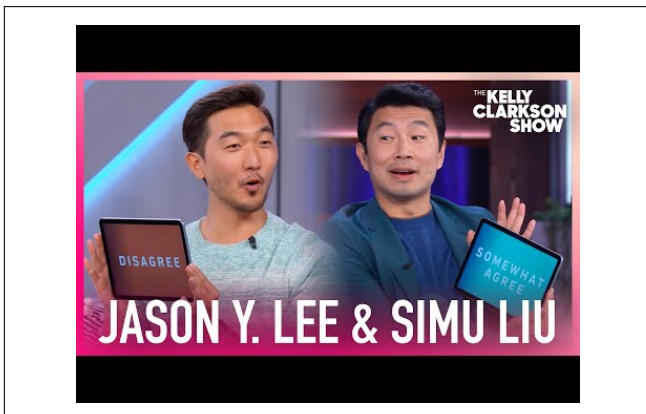 THE
KELLY
CLARKSON
SHOW
DISAGREE
SOMEWHAT
AGREE
JASON Y. LEE & SIMU LIU